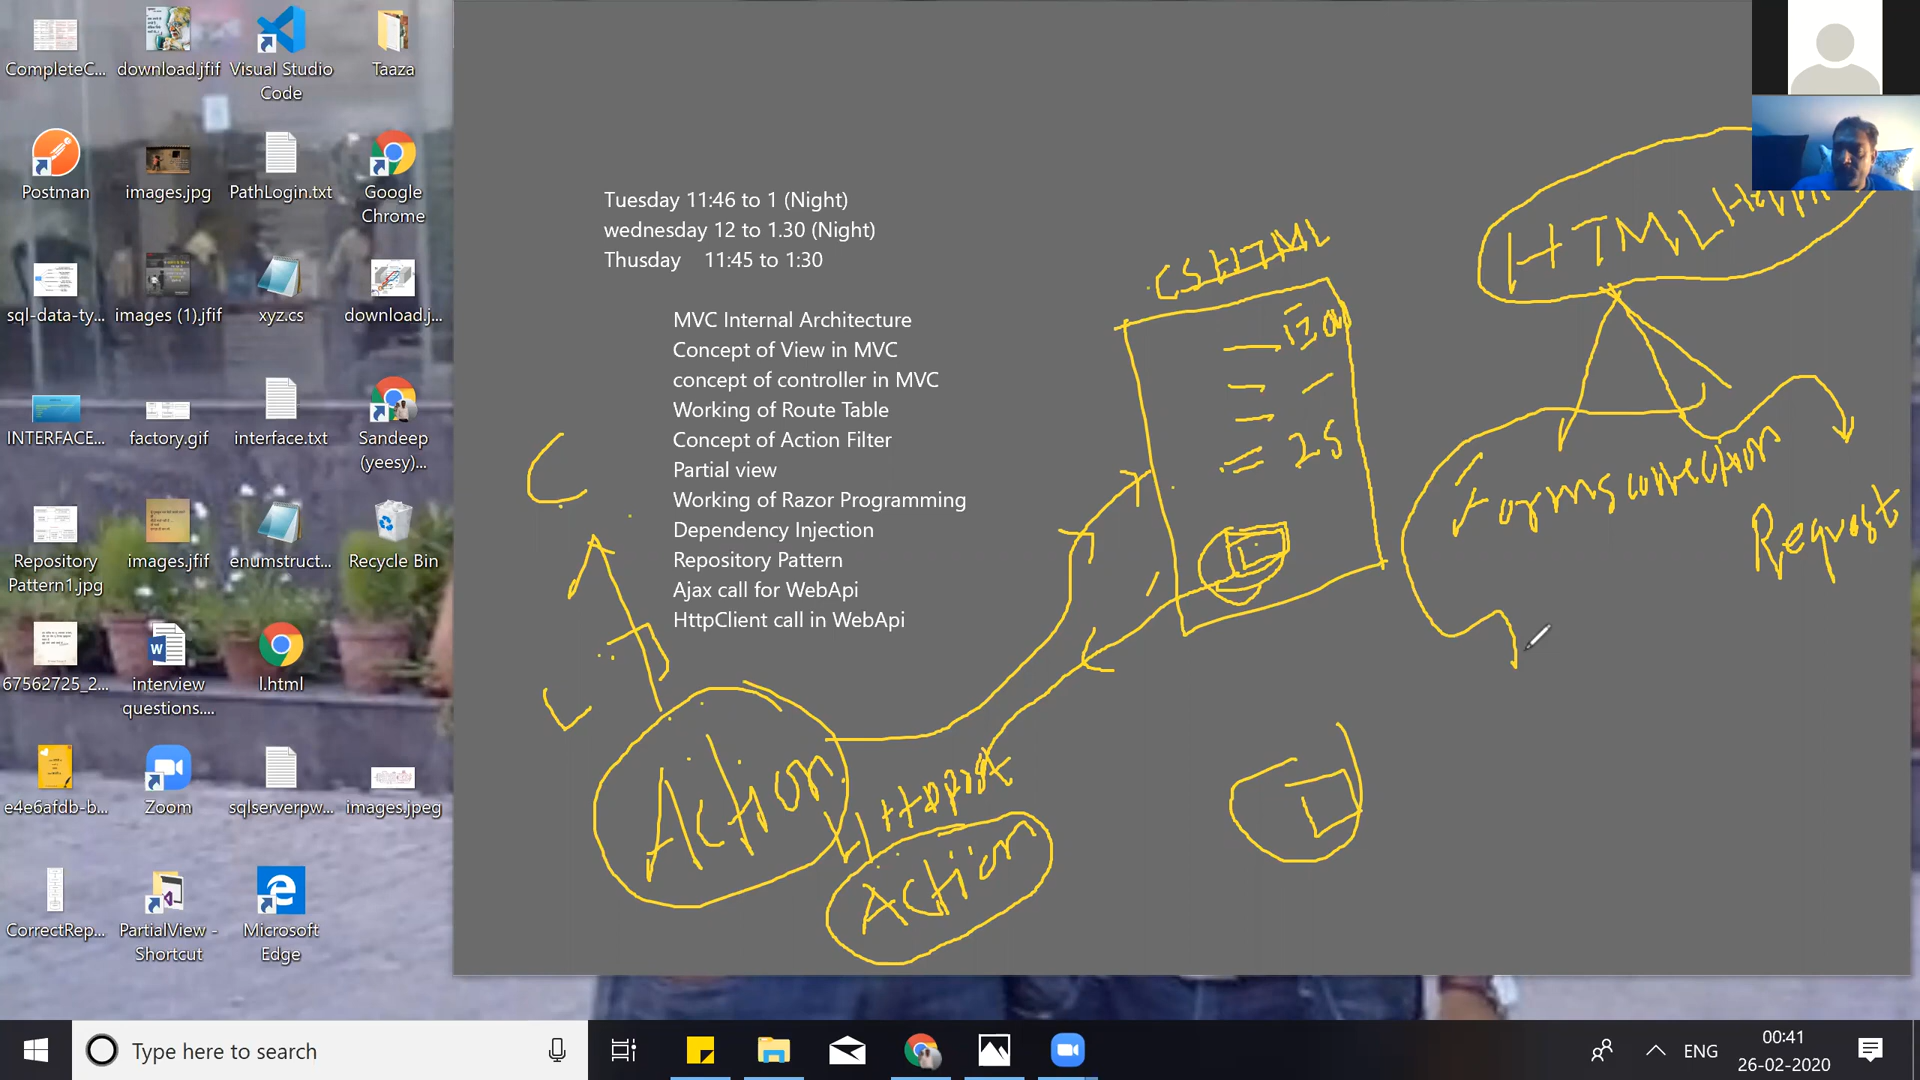 CompleteC...
download.jfif
Visual Studio
Code
Taaza
Postman
images.jpg
PathLogin.txt
Google
Chrome
sql-data-ty...
images (1).jfif
xyz.cs
download.j...
INTERFACE...
factory.gif
interface.txt
Sandeep
(yeesy)...
Repository
Pattern1.jpg
images.jfif
enumstruct...
Recycle Bin
67562725_2...
interview
questions....
l.html
e4e6afdb-b...
Zoom
sqlserverpw...
images.jpeg
CorrectRep...
PartialView -
Shortcut
Microsoft
Edge
Tuesday 11:46 to 1 (Night)
wednesday 12 to 1.30 (Night)
Thusday 11:45 to 1:30
MVC Internal Architecture
Concept of View in MVC
concept of controller in MVC
Working of Route Table
Concept of Action Filter
Partial view
Working of Razor Programming
Dependency Injection
Repository Pattern
Ajax call for WebApi
HttpClient call in WebApi
CSHTML
25
HTML
Request
Action
Action
Type here to search
ENG
00:41
26-02-2020